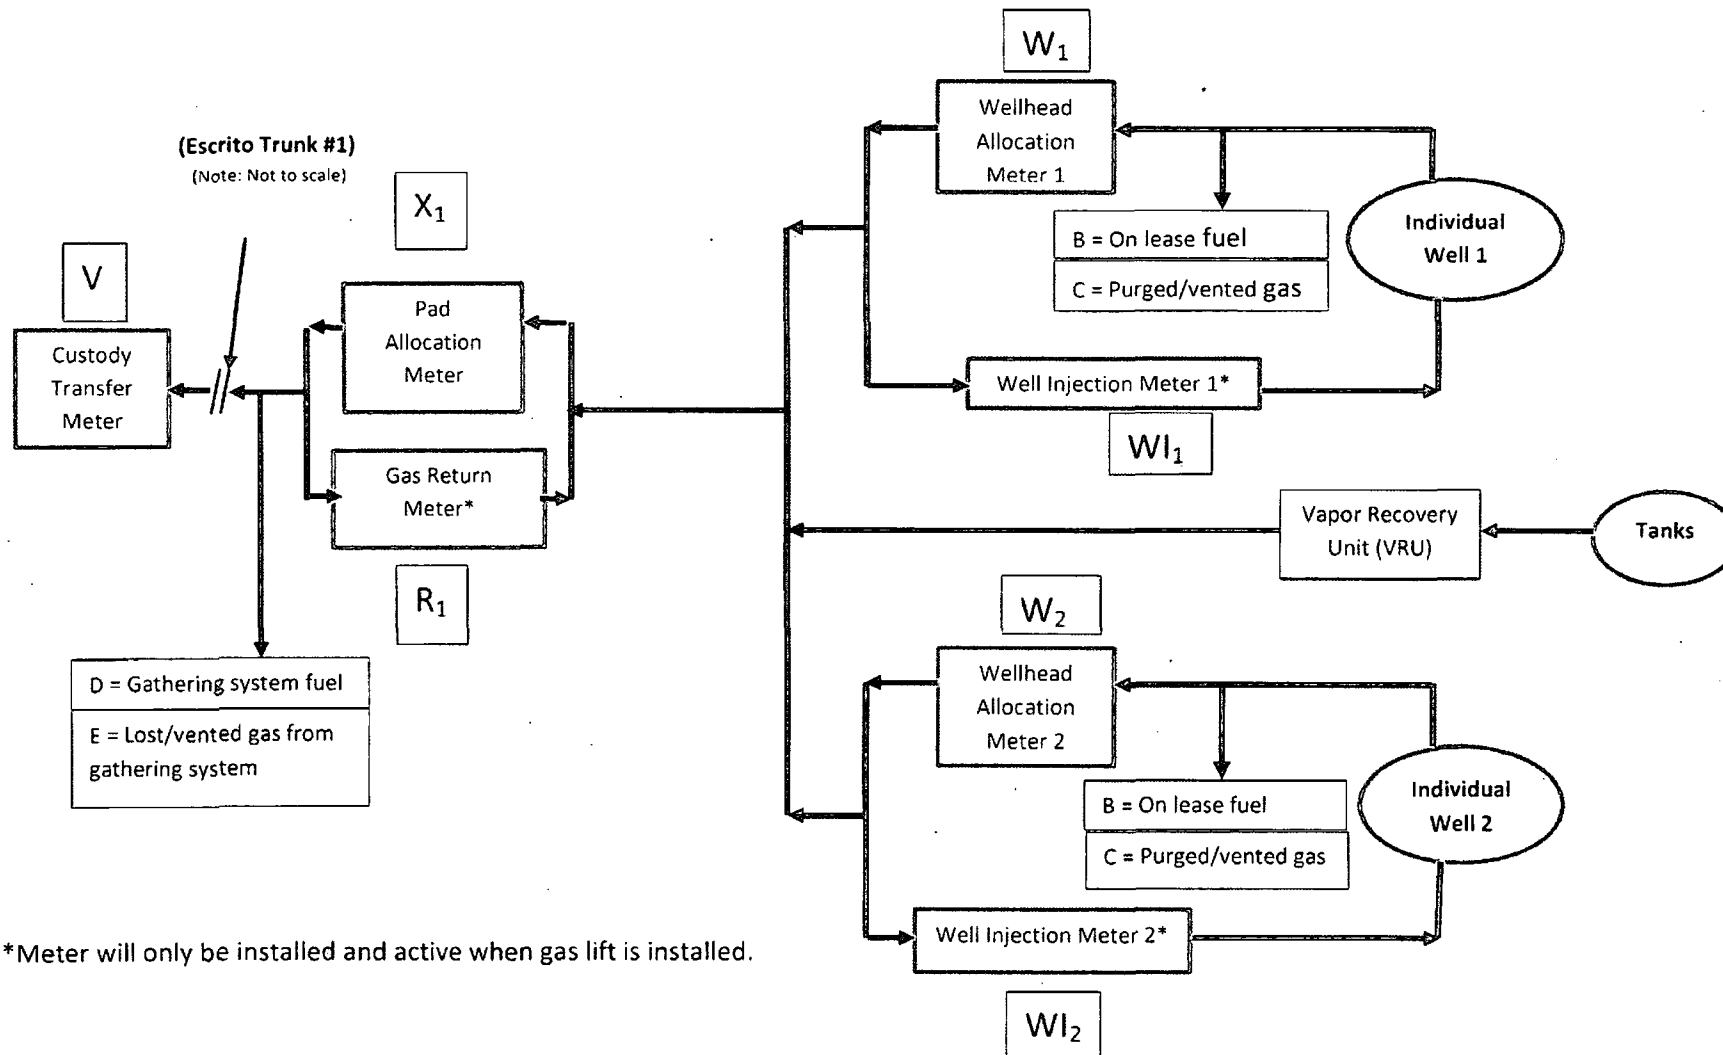 W₁
Wellhead
Allocation
Meter 1
(Escrito Trunk #1)
(Note: Not to scale)
X₁
V
Custody
Transfer
Meter
Pad
Allocation
Meter
Gas Return
Meter*
R₁
D = Gathering system fuel
E = Lost/vented gas from
gathering system
B = On lease fuel
C = Purged/vented gas
Individual
Well 1
Well Injection Meter 1*
WI₁
Vapor Recovery
Unit (VRU)
Tanks
W₂
Wellhead
Allocation
Meter 2
B = On lease fuel
C = Purged/vented gas
Individual
Well 2
Well Injection Meter 2*
WI₂
*Meter will only be installed and active when gas lift is installed.